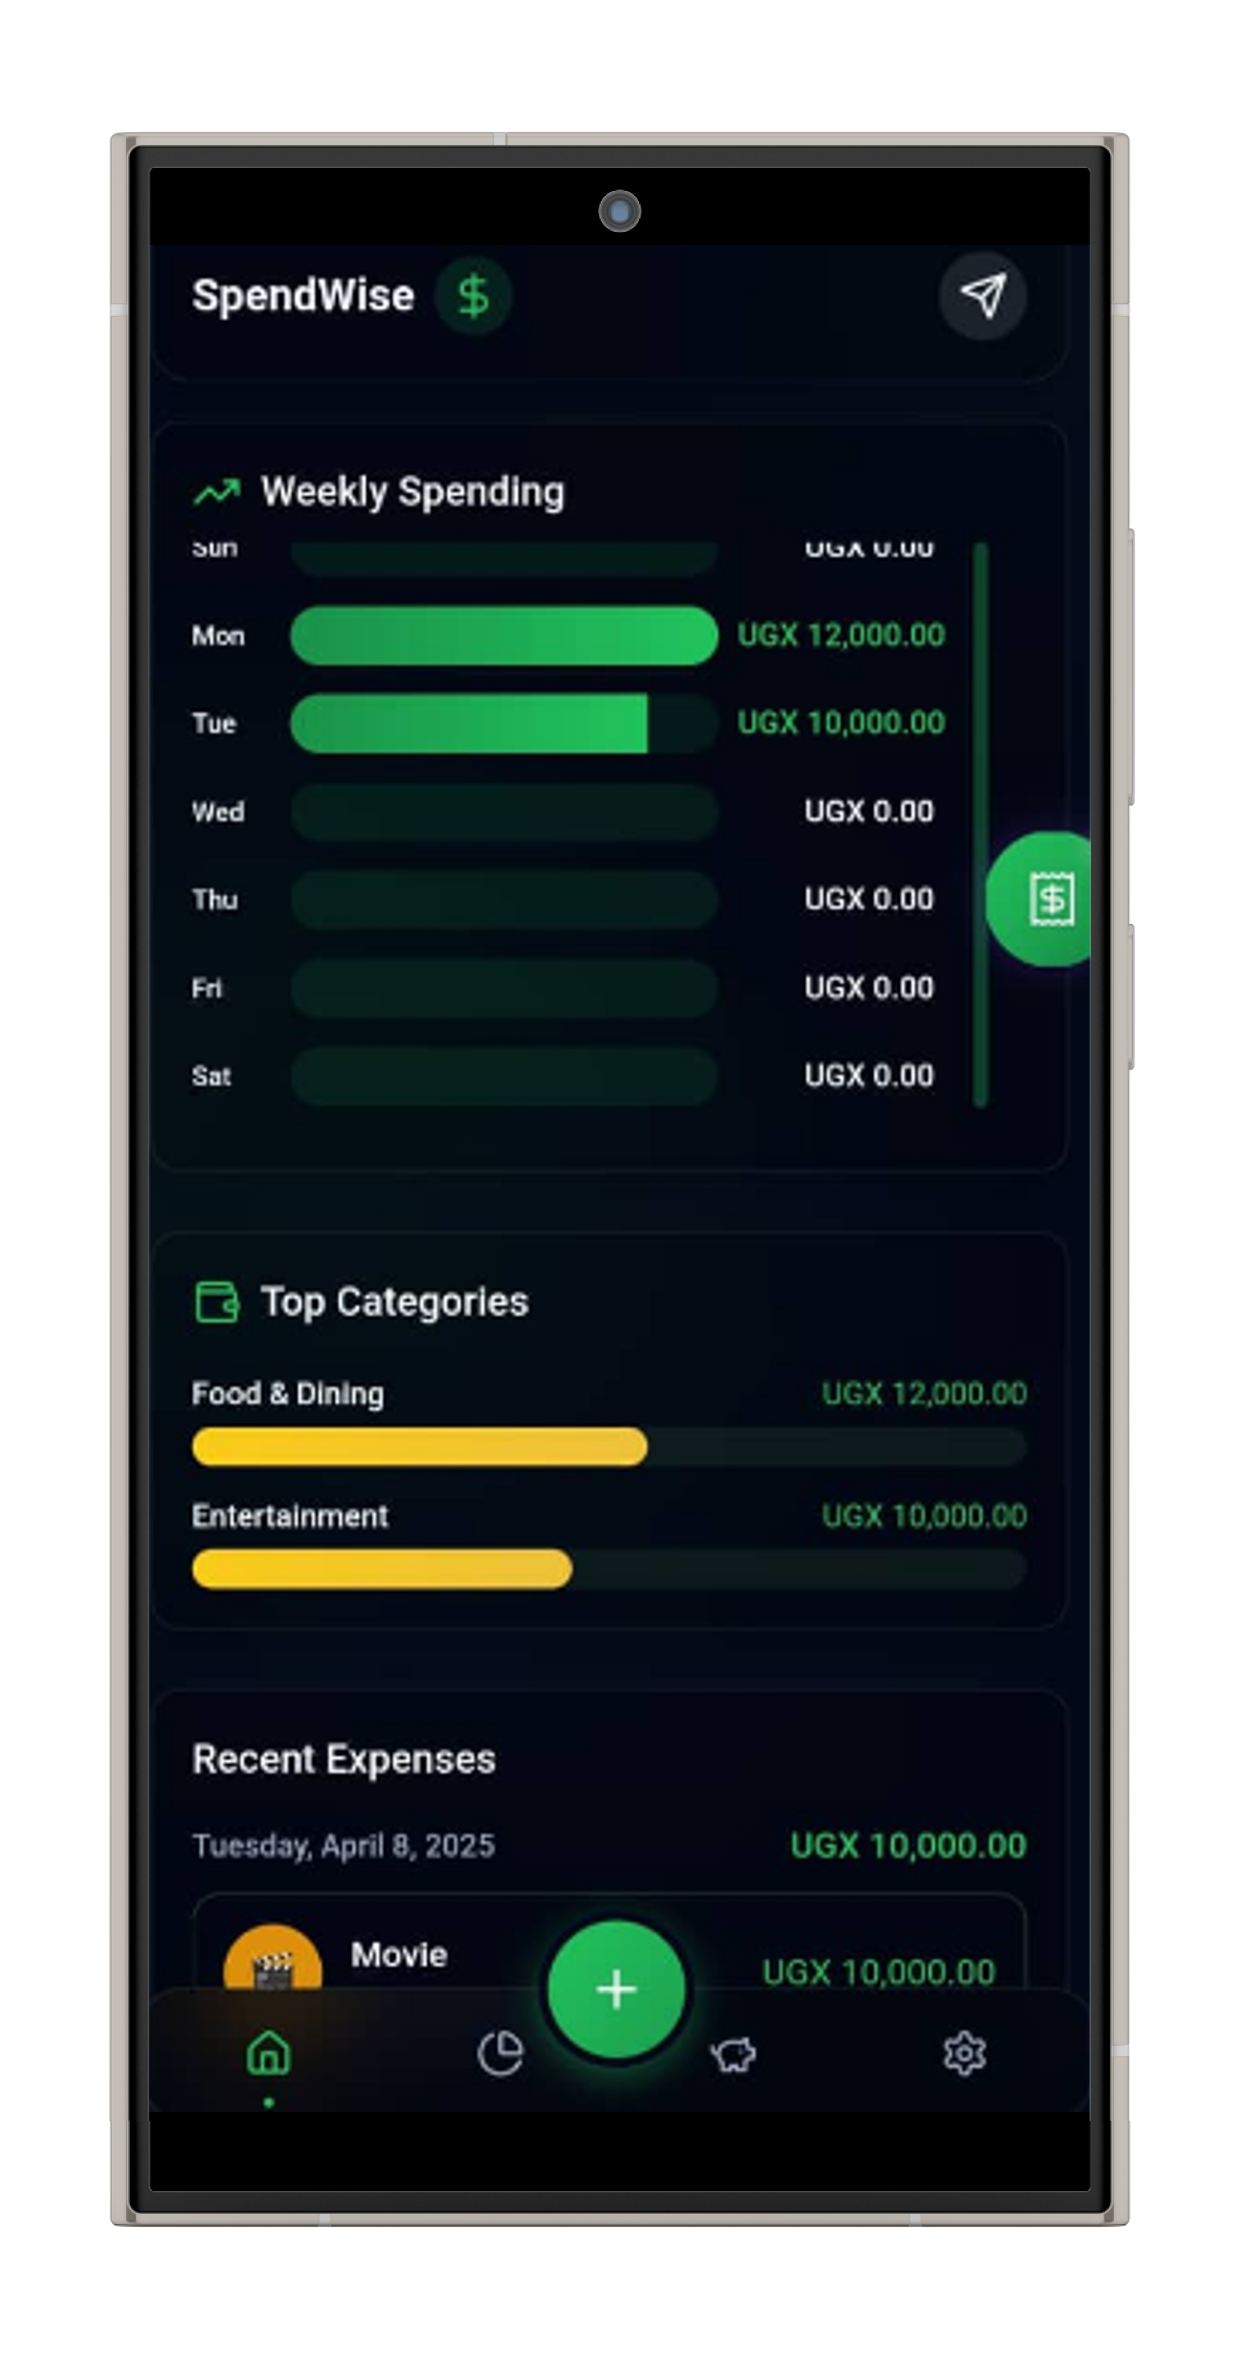 SpendWise $
Weekly Spending
Sun UGX 0.00
Mon UGX 12,000.00
Tue UGX 10,000.00
Wed UGX 0.00
Thu UGX 0.00
Fri UGX 0.00
Sat UGX 0.00
Top Categories
Food & Dining UGX 12,000.00
Entertainment UGX 10,000.00
Recent Expenses
Tuesday, April 8, 2025 UGX 10,000.00
Movie UGX 10,000.00